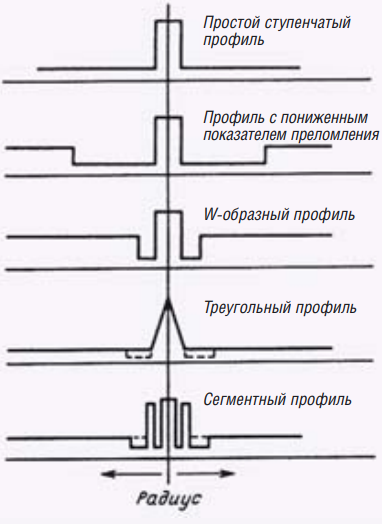 Простой ступенчатый
профиль
Профиль с пониженным
показателем преломления
W-образный профиль
Треугольный профиль
Сегментный профиль
Радиус